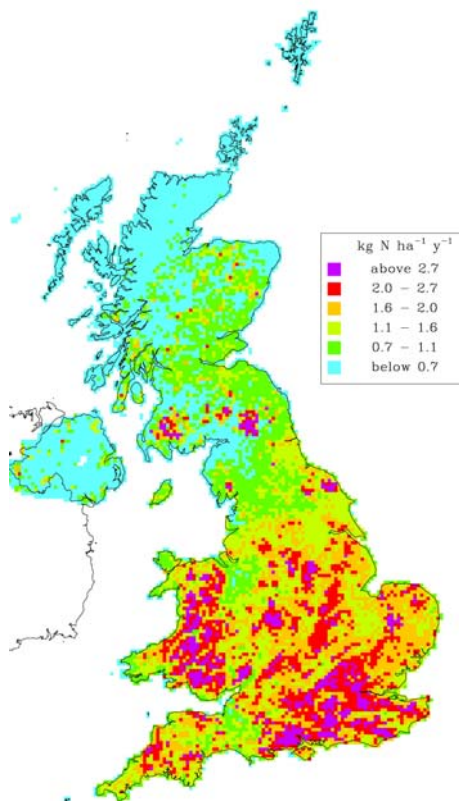 kg N ha⁻¹ y⁻¹
above 2.7
2.0 – 2.7
1.6 – 2.0
1.1 – 1.6
0.7 – 1.1
below 0.7